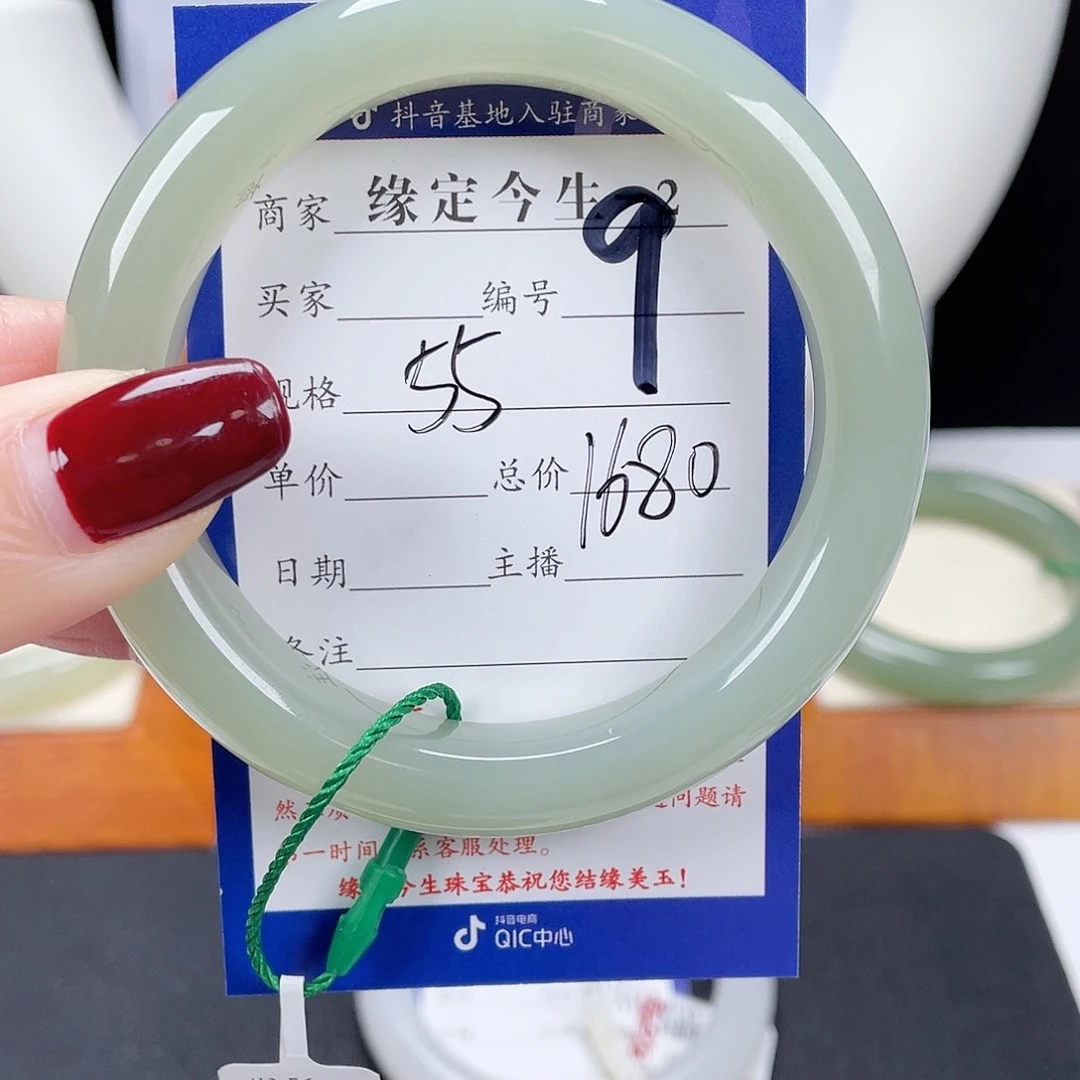 抖音基地入驻商家
商家 缘定今生 2
买家 编号 9
规格 55
单价 总价 1680
日期 主播
备注
问题请
一时间 系客服处理。
缘 今生珠宝恭祝您结缘美玉!
抖音电商
QIC中心